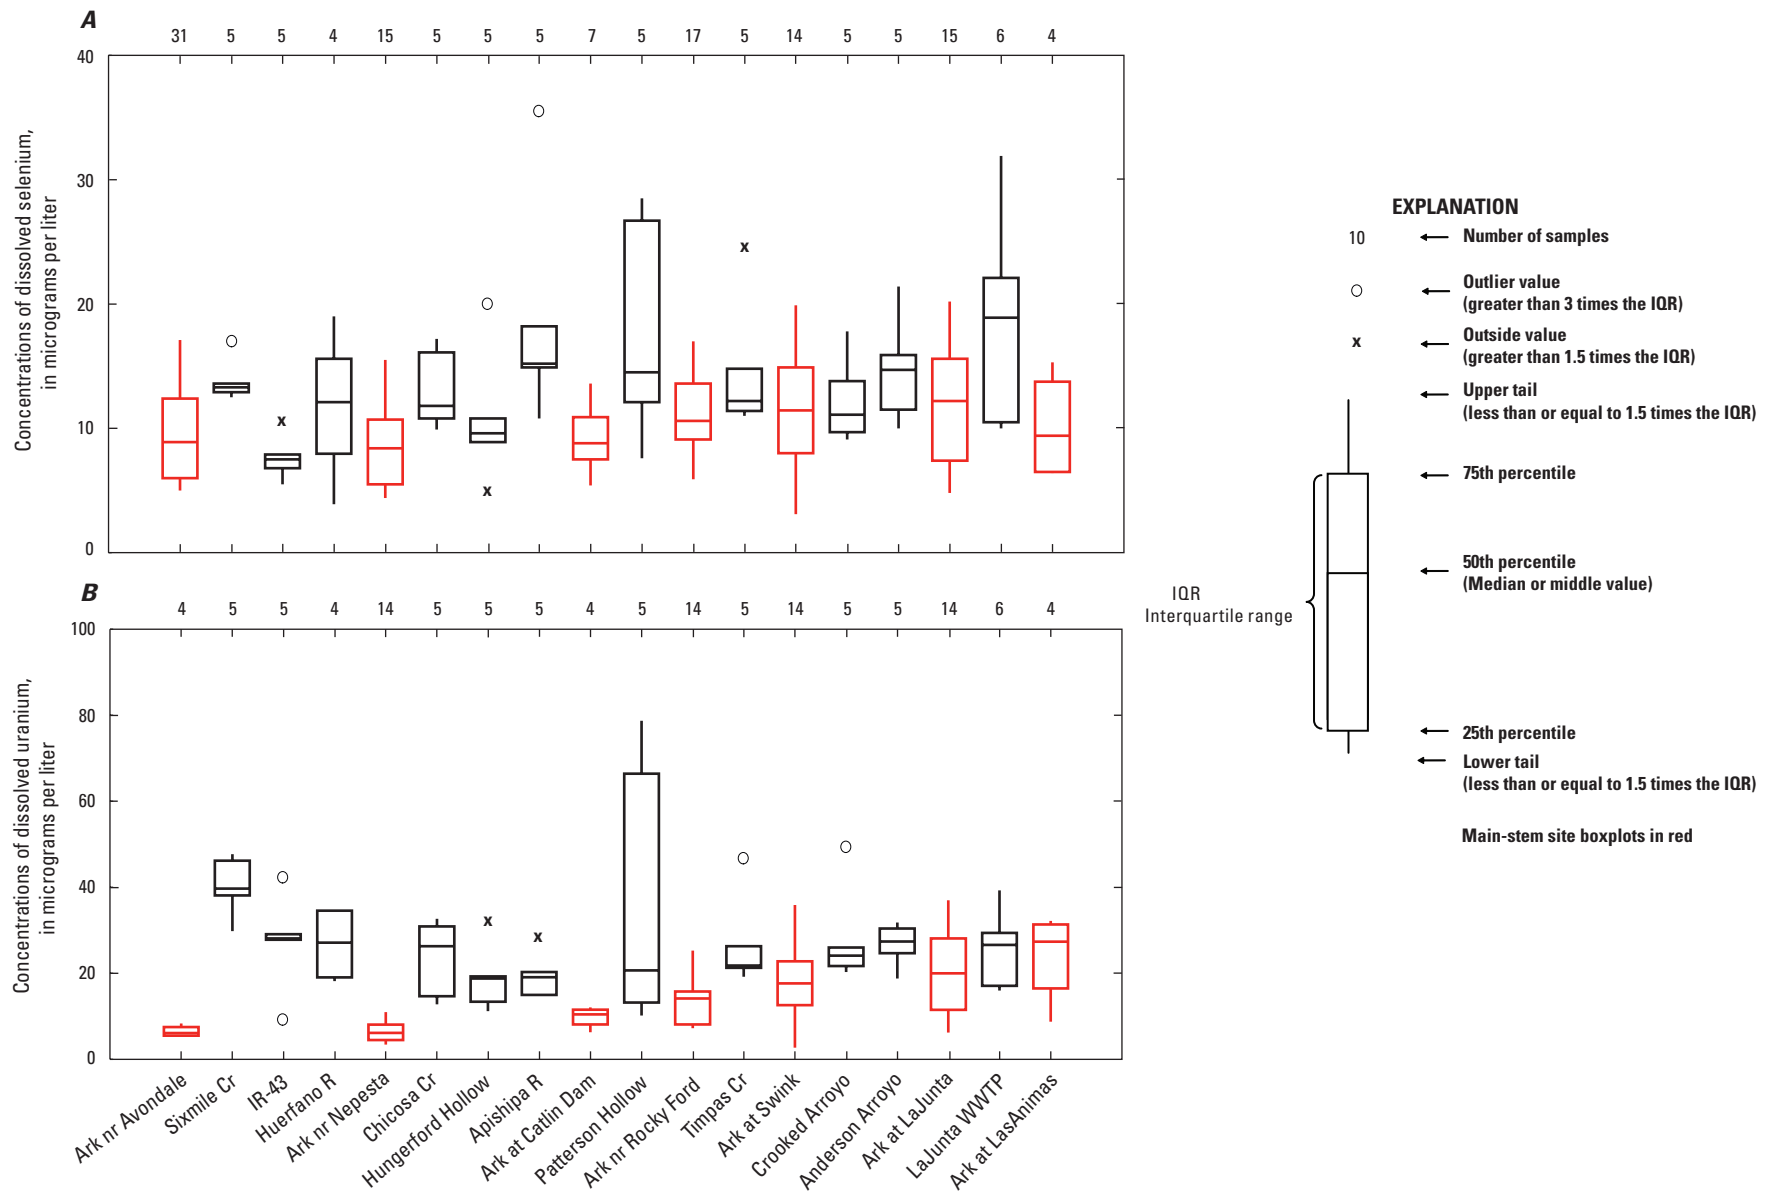 A
31 5 5 4 15 5 5 5 7 5 17 5 14 5 5 15 6 4
40
30
20
10
0
Concentrations of dissolved selenium,
in micrograms per liter
x
x
x
B
4 5 5 4 14 5 5 5 4 5 14 5 14 5 5 14 6 4
100
80
60
40
20
0
Concentrations of dissolved uranium,
in micrograms per liter
x
x
Ark nr Avondale
Sixmile Cr
IR-43
Huerfano R
Ark nr Nepesta
Chicosa Cr
Hungerford Hollow
Apishipa R
Ark at Catlin Dam
Patterson Hollow
Ark nr Rocky Ford
Timpas Cr
Ark at Swink
Crooked Arroyo
Anderson Arroyo
Ark at LaJunta
LaJunta WWTP
Ark at LasAnimas
EXPLANATION
10 Number of samples
Outlier value
(greater than 3 times the IQR)
x Outside value
(greater than 1.5 times the IQR)
Upper tail
(less than or equal to 1.5 times the IQR)
75th percentile
50th percentile
(Median or middle value)
IQR
Interquartile range
25th percentile
Lower tail
(less than or equal to 1.5 times the IQR)
Main-stem site boxplots in red